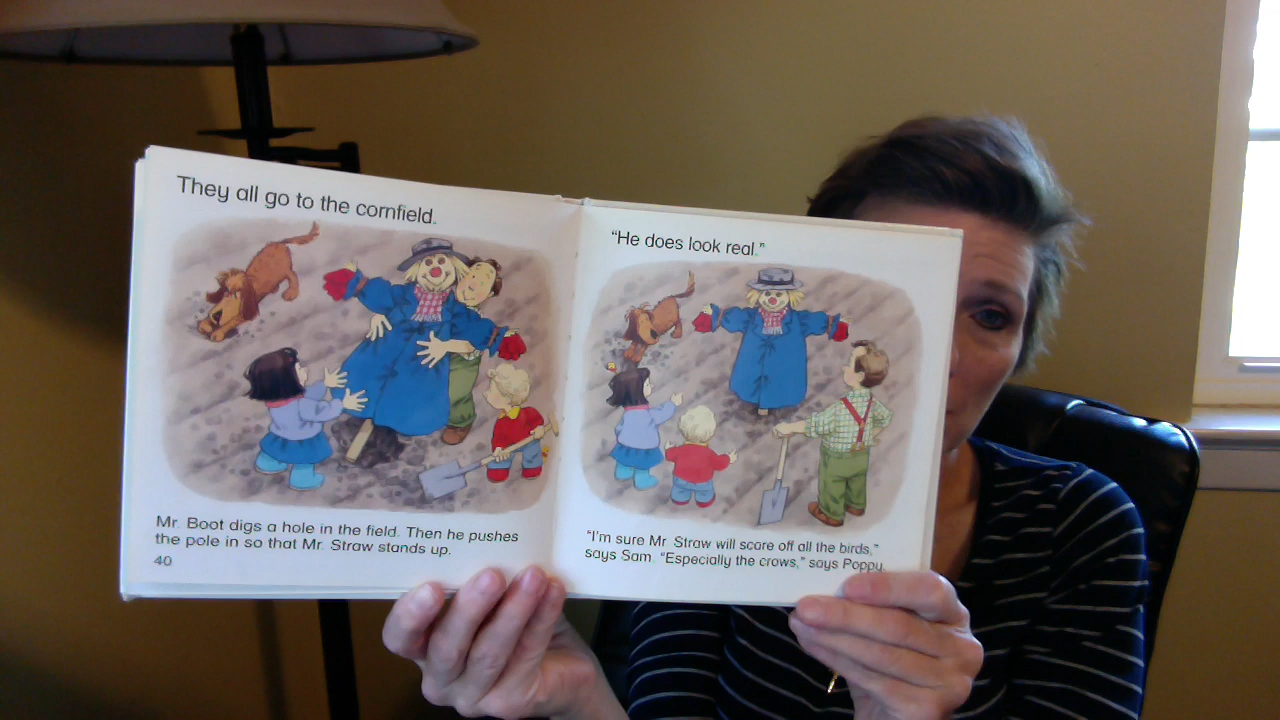 They all go to the cornfield.
Mr. Boot digs a hole in the field. Then he pushes
the pole in so that Mr. Straw stands up.
40
"He does look real."
"I'm sure Mr. Straw will scare off all the birds,"
says Sam. "Especially the crows," says Poppy.